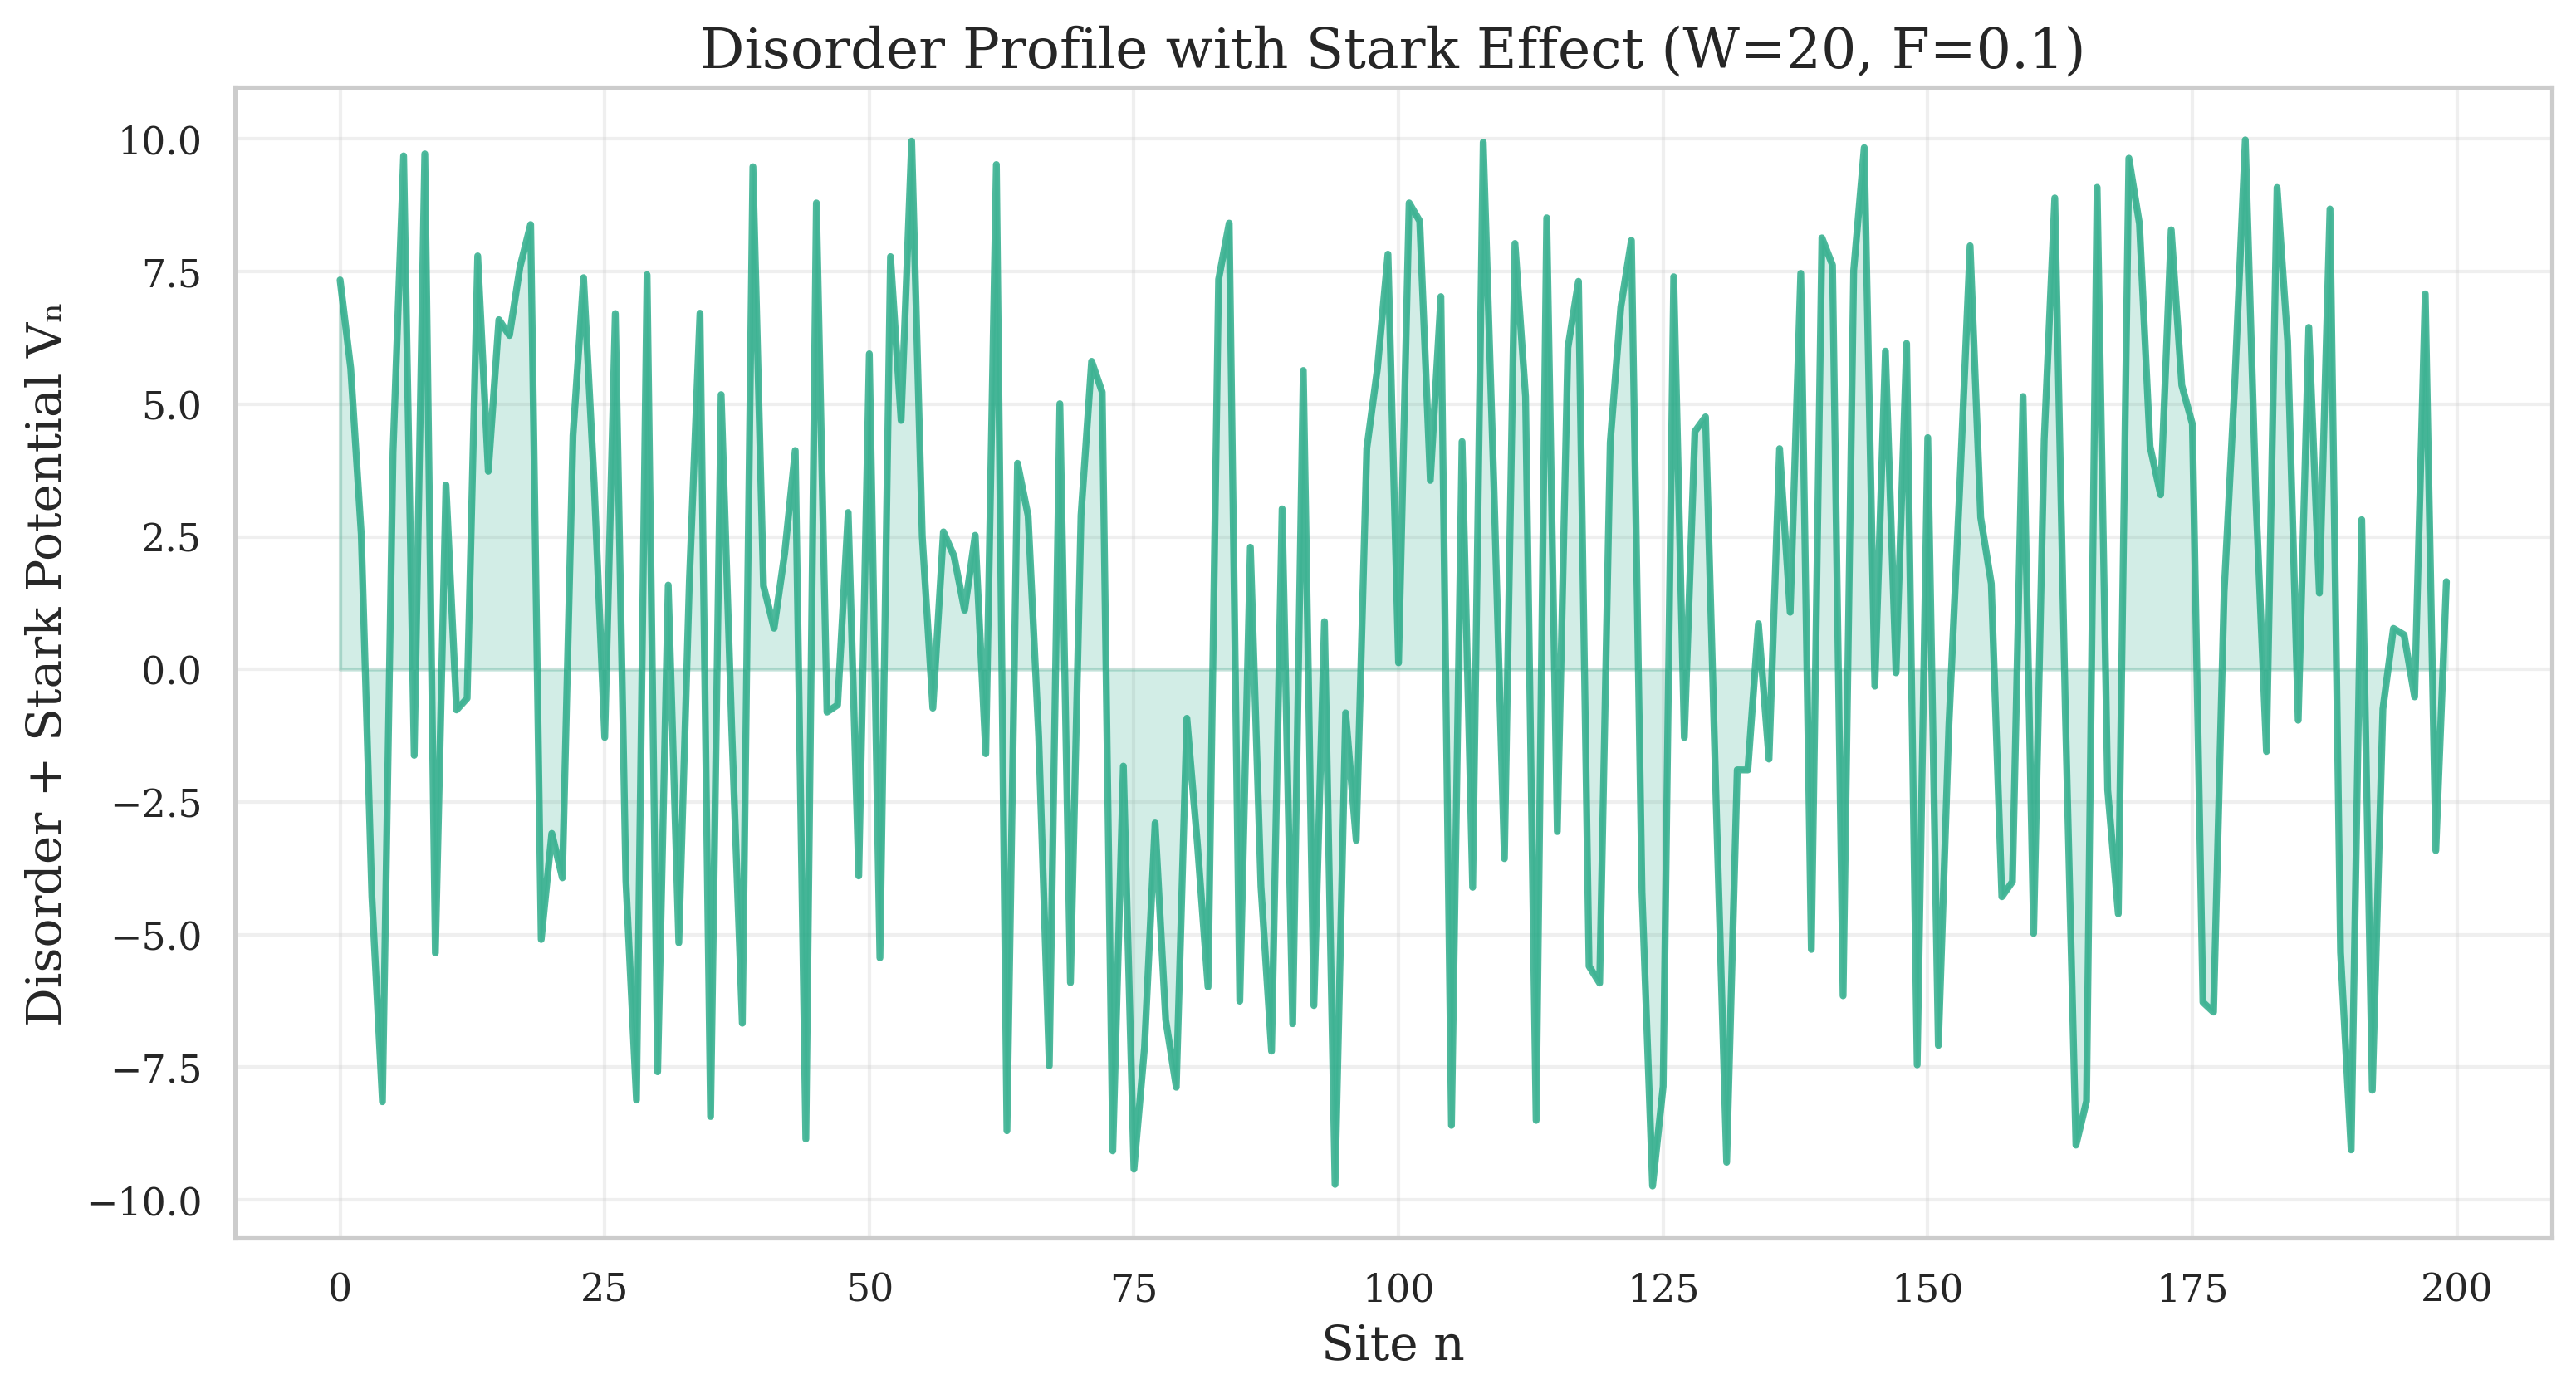 Disorder Profile with Stark Effect (W=20, F=0.1)
Disorder + Stark Potential Vₙ
10.0
7.5
5.0
2.5
0.0
−2.5
−5.0
−7.5
−10.0
0 25 50 75 100 125 150 175 200
Site n